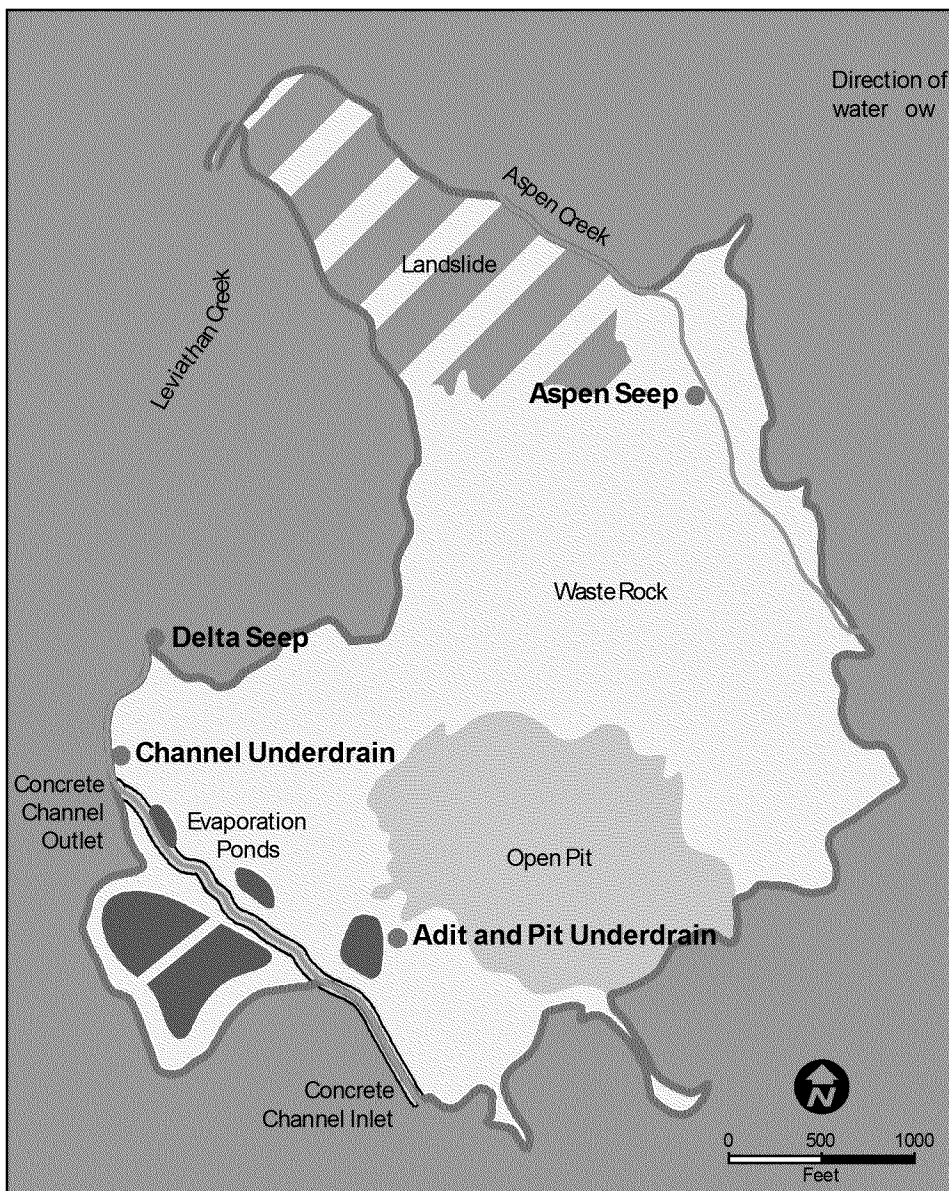 Direction of
water ow
Aspen Creek
Landslide
Leviathan Creek
Aspen Seep
Waste Rock
Delta Seep
Channel Underdrain
Concrete
Channel
Outlet
Evaporation
Ponds
Open Pit
Adit and Pit Underdrain
Concrete
Channel Inlet
N
0 500 1000
Feet